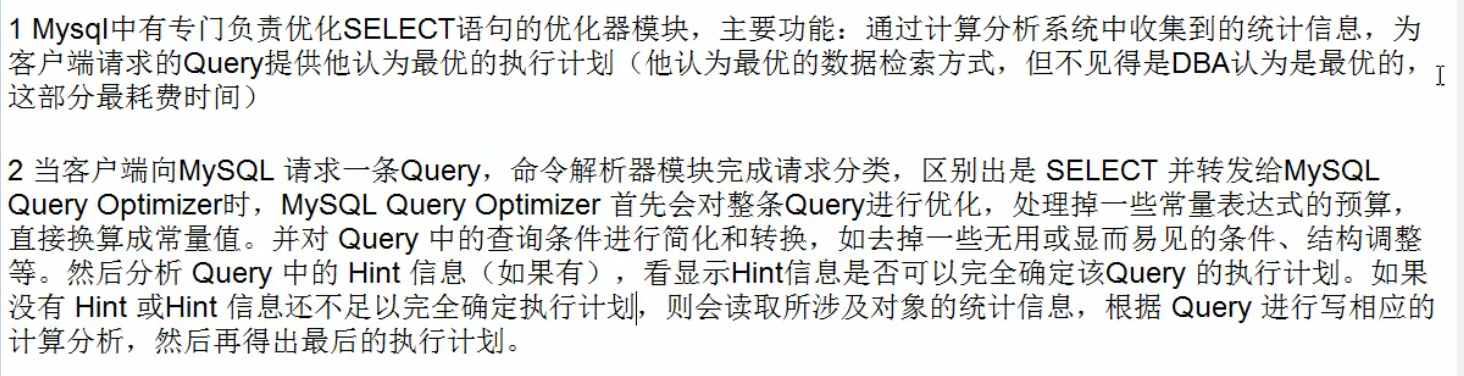 1 Mysql中有专门负责优化SELECT语句的优化器模块，主要功能：通过计算分析系统中收集到的统计信息，为
客户端请求的Query提供他认为最优的执行计划（他认为最优的数据检索方式，但不见得是DBA认为是最优的，
这部分最耗费时间）
2 当客户端向MySQL 请求一条Query，命令解析器模块完成请求分类，区别出是 SELECT 并转发给MySQL
Query Optimizer时，MySQL Query Optimizer 首先会对整条Query进行优化，处理掉一些常量表达式的预算，
直接换算成常量值。并对 Query 中的查询条件进行简化和转换，如去掉一些无用或显而易见的条件、结构调整
等。然后分析 Query 中的 Hint 信息（如果有），看显示Hint信息是否可以完全确定该Query 的执行计划。如果
没有 Hint 或Hint 信息还不足以完全确定执行计划，则会读取所涉及对象的统计信息，根据 Query 进行写相应的
计算分析，然后再得出最后的执行计划。